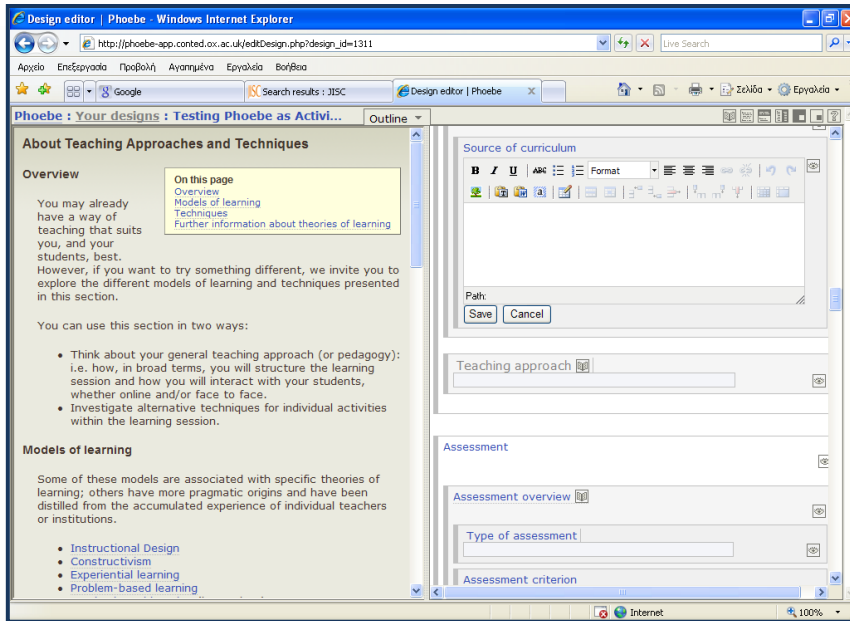 Design editor | Phoebe - Windows Internet Explorer
http://phoebe-app.conted.ox.ac.uk/editDesign.php?design_id=1311
Live Search
Αρχείο Επεξεργασία Προβολή Αγαπημένα Εργαλεία Βοήθεια
Google
Search results : JISC
Design editor | Phoebe
X
Σελίδα
Εργαλεία
Phoebe : Your designs : Testing Phoebe as Activi...
Outline
About Teaching Approaches and Techniques
Overview
On this page
Overview
Models of learning
Techniques
Further information about theories of learning
You may already
have a way of
teaching that suits
you, and your
students, best.
However, if you want to try something different, we invite you to
explore the different models of learning and techniques presented
in this section.
You can use this section in two ways:
• Think about your general teaching approach (or pedagogy):
i.e. how, in broad terms, you will structure the learning
session and how you will interact with your students,
whether online and/or face to face.
• Investigate alternative techniques for individual activities
within the learning session.
Models of learning
Some of these models are associated with specific theories of
learning; others have more pragmatic origins and have been
distilled from the accumulated experience of individual teachers
or institutions.
• Instructional Design
• Constructivism
• Experiential learning
• Problem-based learning
Source of curriculum
B I U ABC Format
Path:
Save Cancel
Teaching approach
Assessment
Assessment overview
Type of assessment
Assessment criterion
Internet
100%